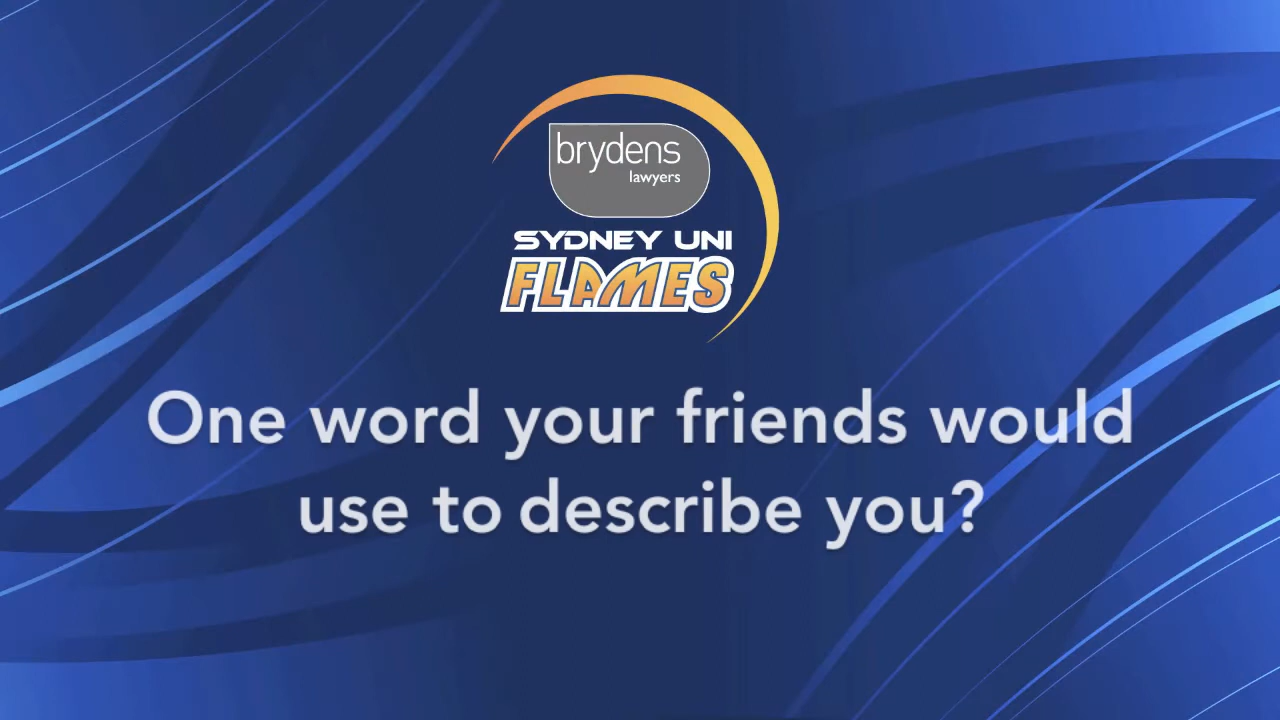 brydens
lawyers
SYDNEY UNI
FLAMES
One word your friends would
use to describe you?